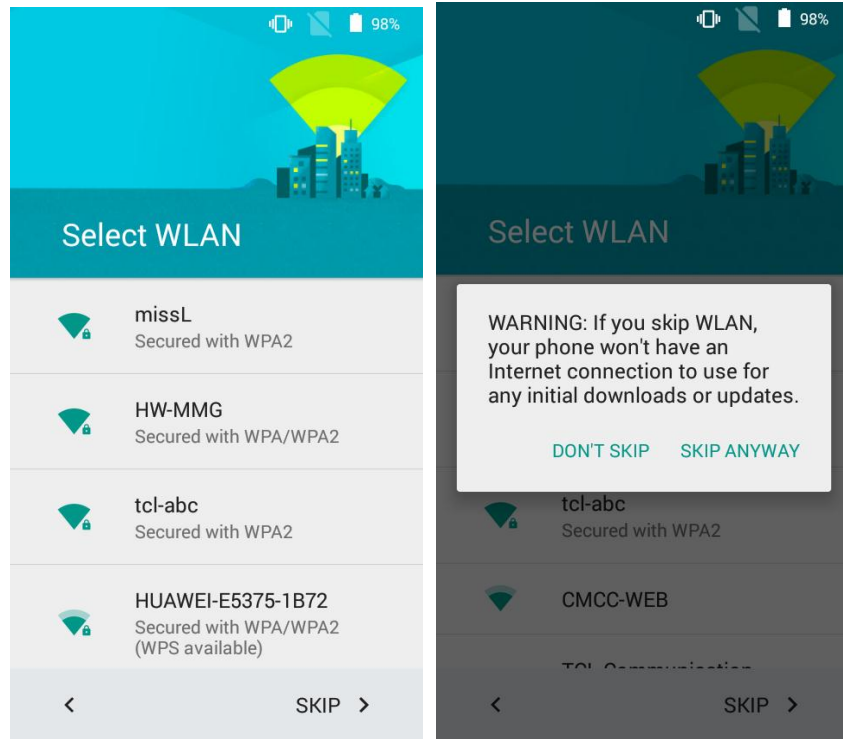 98%
Select WLAN
missL
Secured with WPA2
HW-MMG
Secured with WPA/WPA2
tcl-abc
Secured with WPA2
HUAWEI-E5375-1B72
Secured with WPA/WPA2
(WPS available)
SKIP
98%
Select WLAN
WARNING: If you skip WLAN,
your phone won't have an
Internet connection to use for
any initial downloads or updates.
DON'T SKIP SKIP ANYWAY
tcl-abc
Secured with WPA2
CMCC-WEB
TCL Communication
SKIP